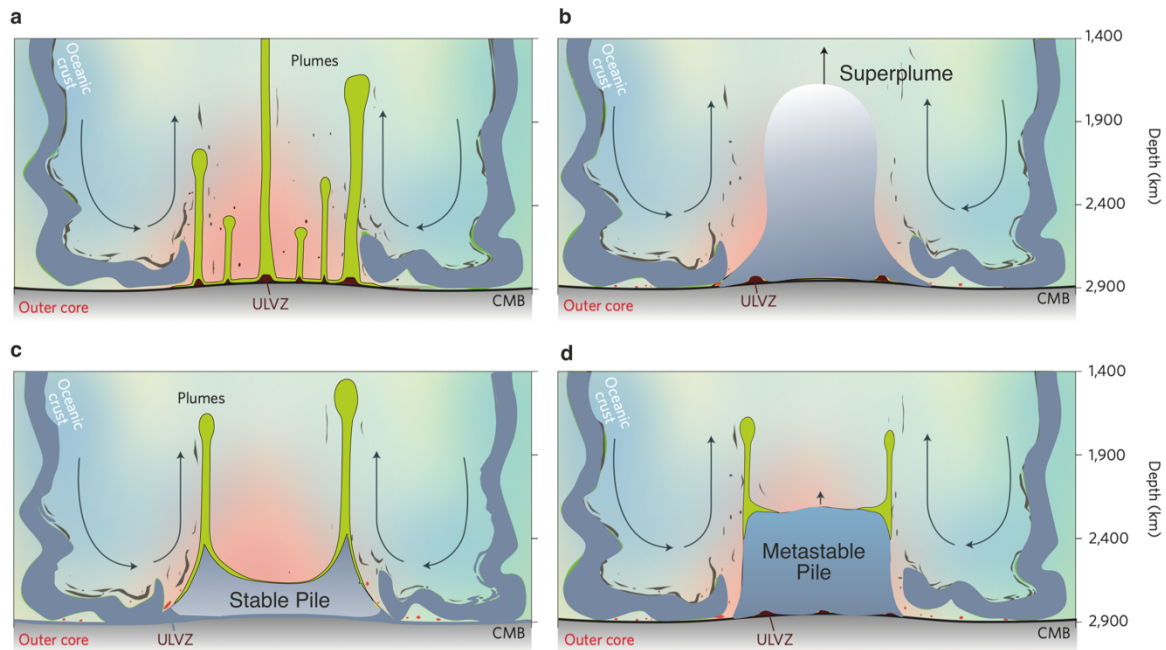 a
Oceanic
crust
Plumes
Outer core
ULVZ
CMB
b
Superplume
ULVZ
CMB
1,400
1,900
2,400
2,900
Depth (km)
c
Oceanic
crust
Plumes
Stable Pile
Outer core
ULVZ
CMB
d
Oceanic
crust
Metastable
Pile
Outer core
ULVZ
CMB
1,400
1,900
2,400
2,900
Depth (km)